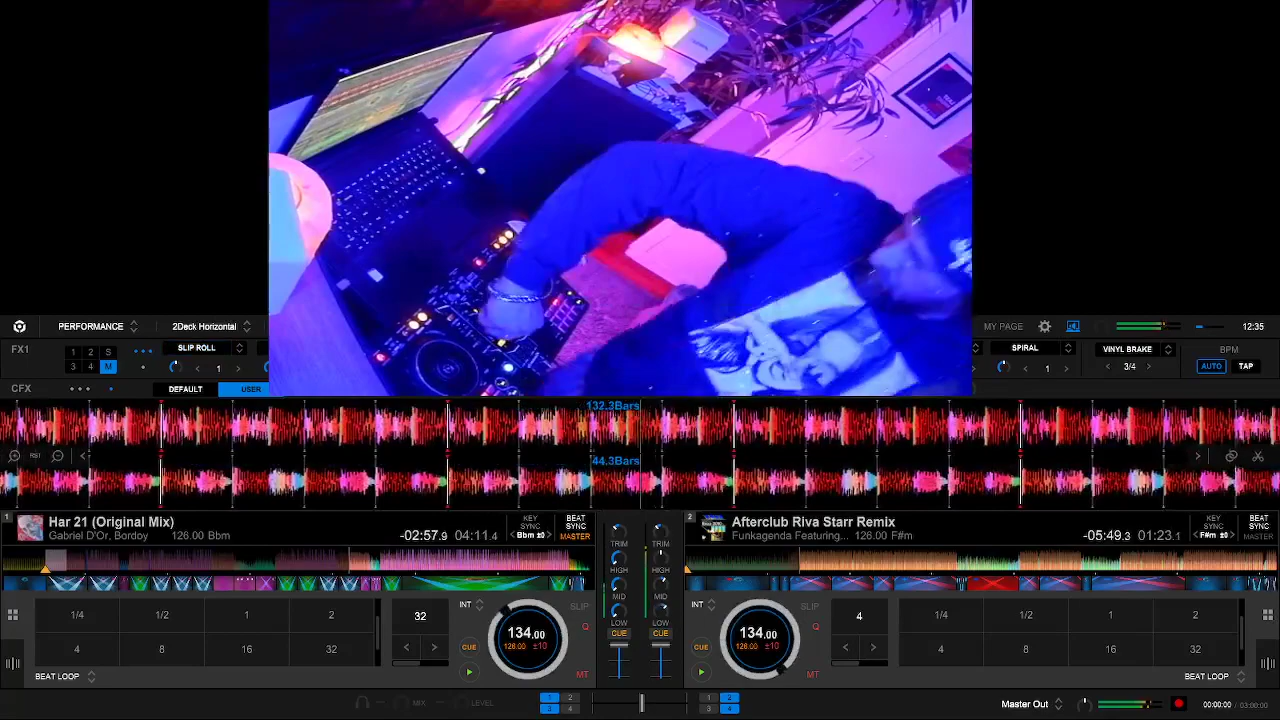 PERFORMANCE
2Deck Horizontal
MY PAGE
12:35
FX1
1 2 S
3 4 M
SLIP ROLL
1
SPIRAL
1
VINYL BRAKE
3/4
BPM
AUTO
TAP
CFX
DEFAULT
USER
132.3Bars
RST
44.3Bars
1
Har 21 (Original Mix)
Gabriel D'Or, Bordoy
126.00 Bbm
-02:57.9
04:11.4
KEY SYNC
Bbm ±0
BEAT SYNC
MASTER
TRIM
HIGH
MID
LOW
CUE
TRIM
HIGH
MID
LOW
CUE
2
Afterclub Riva Starr Remix
Funkagenda Featuring...
126.00 F#m
-05:49.3
01:23.1
KEY SYNC
F#m ±0
BEAT SYNC
MASTER
1/4
1/2
1
2
4
8
16
32
BEAT LOOP
32
INT
SLIP
Q
MT
CUE
134.00
126.00 ±10
INT
SLIP
Q
MT
CUE
134.00
126.00 ±10
4
1/4
1/2
1
2
4
8
16
32
BEAT LOOP
MIX
LEVEL
1 2
3 4
1 2
3 4
Master Out
00:00:00 / 03:00:00